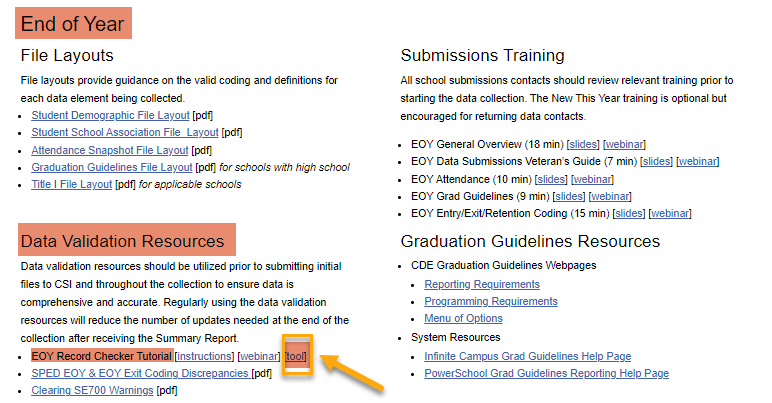 End of Year
File Layouts
File layouts provide guidance on the valid coding and definitions for
each data element being collected.
• Student Demographic File Layout [pdf]
• Student School Association File Layout [pdf]
• Attendance Snapshot File Layout [pdf]
• Graduation Guidelines File Layout [pdf] for schools with high school
• Title I File Layout [pdf] for applicable schools
Submissions Training
All school submissions contacts should review relevant training prior to
starting the data collection. The New This Year training is optional but
encouraged for returning data contacts.
• EOY General Overview (18 min) [slides] [webinar]
• EOY Data Submissions Veteran's Guide (7 min) [slides] [webinar]
• EOY Attendance (10 min) [slides] [webinar]
• EOY Grad Guidelines (9 min) [slides] [webinar]
• EOY Entry/Exit/Retention Coding (15 min) [slides] [webinar]
Data Validation Resources
Data validation resources should be utilized prior to submitting initial
files to CSI and throughout the collection to ensure data is
comprehensive and accurate. Regularly using the data validation
resources will reduce the number of updates needed at the end of the
collection after receiving the Summary Report.
• EOY Record Checker Tutorial [instructions] [webinar] [tool]
• SPED EOY & EOY Exit Coding Discrepancies [pdf]
• Clearing SE700 Warnings [pdf]
Graduation Guidelines Resources
• CDE Graduation Guidelines Webpages
• Reporting Requirements
• Programming Requirements
• Menu of Options
• System Resources
• Infinite Campus Grad Guidelines Help Page
• PowerSchool Grad Guidelines Reporting Help Page